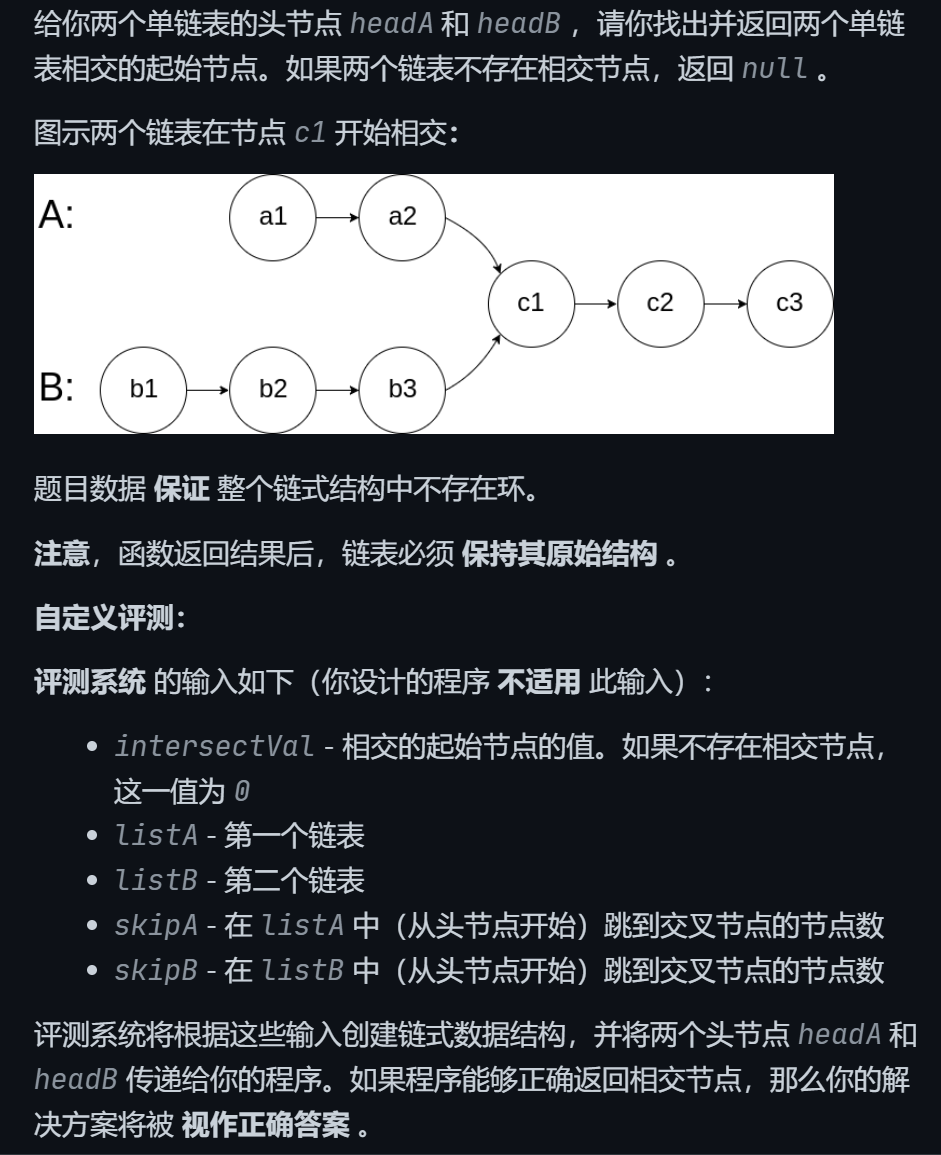 给你两个单链表的头节点 headA 和 headB ，请你找出并返回两个单链
表相交的起始节点。如果两个链表不存在相交节点，返回 null 。
图示两个链表在节点 c1 开始相交：
A:
a1
a2
c1
c2
c3
B:
b1
b2
b3
题目数据 保证 整个链式结构中不存在环。
注意，函数返回结果后，链表必须 保持其原始结构 。
自定义评测：
评测系统 的输入如下（你设计的程序 不适用 此输入）：
• intersectVal - 相交的起始节点的值。如果不存在相交节点，
这一值为 0
• listA - 第一个链表
• listB - 第二个链表
• skipA - 在 listA 中（从头节点开始）跳到交叉节点的节点数
• skipB - 在 listB 中（从头节点开始）跳到交叉节点的节点数
评测系统将根据这些输入创建链式数据结构，并将两个头节点 headA 和
headB 传递给你的程序。如果程序能够正确返回相交节点，那么你的解
决方案将被 视作正确答案 。